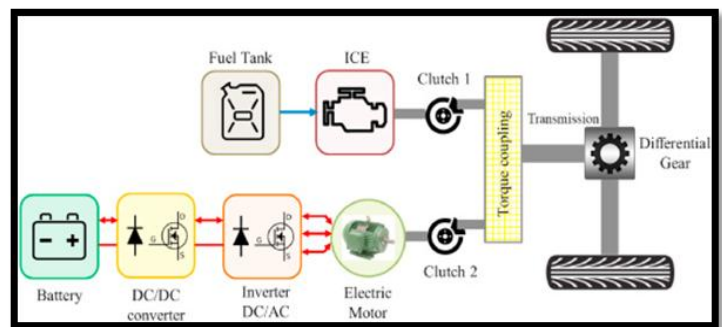 Fuel Tank
ICE
Clutch 1
Torque coupling
Transmission
Differential
Gear
Clutch 2
Battery
DC/DC
converter
Inverter
DC/AC
Electric
Motor
G
D
S
G
D
S